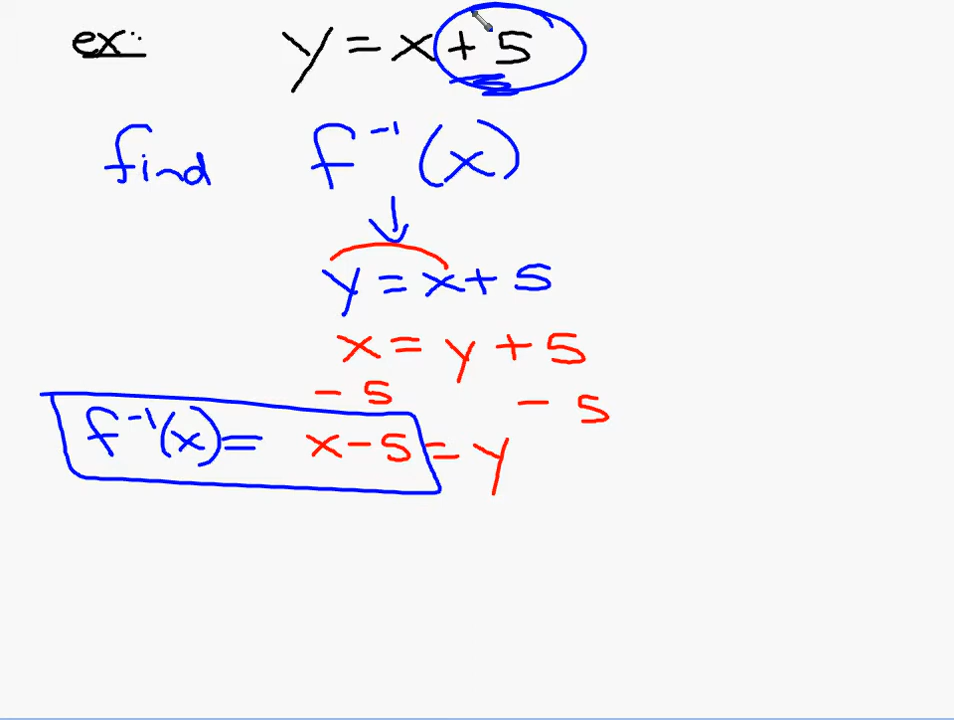 ex: y = x + 5
find f⁻¹(x)
y = x + 5
x = y + 5
- 5 - 5
f⁻¹(x) = x - 5 = y